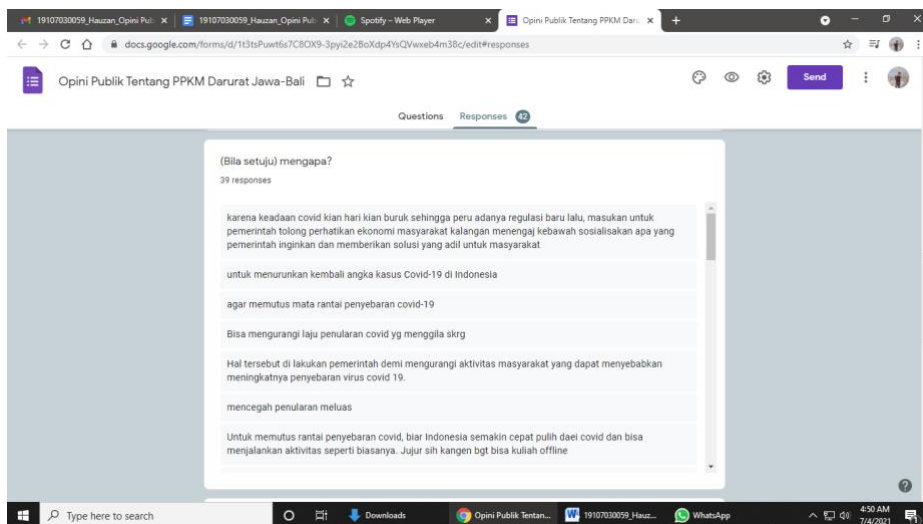 19107030059_Hauzan_Opini Pub
19107030059_Hauzan_Opini Pub
Spotify – Web Player
Opini Publik Tentang PPKM Daru
docs.google.com/forms/d/1t3tsPuwt6s7C8OX9-3pyi2e2BoXdp4YsQVwxeb4m38c/edit#responses
Opini Publik Tentang PPKM Darurat Jawa-Bali
Send
Questions Responses 42
(Bila setuju) mengapa?
39 responses
karena keadaan covid kian hari kian buruk sehingga peru adanya regulasi baru lalu, masukan untuk
pemerintah tolong perhatikan ekonomi masyarakat kalangan menengaj kebawah sosialisakan apa yang
pemerintah inginkan dan memberikan solusi yang adil untuk masyarakat
untuk menurunkan kembali angka kasus Covid-19 di Indonesia
agar memutus mata rantai penyebaran covid-19
Bisa mengurangi laju penularan covid yg menggila skrg
Hal tersebut di lakukan pemerintah demi mengurangi aktivitas masyarakat yang dapat menyebabkan
meningkatnya penyebaran virus covid 19.
mencegah penularan meluas
Untuk memutus rantai penyebaran covid, biar Indonesia semakin cepat pulih daei covid dan bisa
menjalankan aktivitas seperti biasanya. Jujur sih kangen bgt bisa kuliah offline
Type here to search
Downloads
Opini Publik Tentan...
19107030059_Hauz...
WhatsApp
4:50 AM
7/4/2021